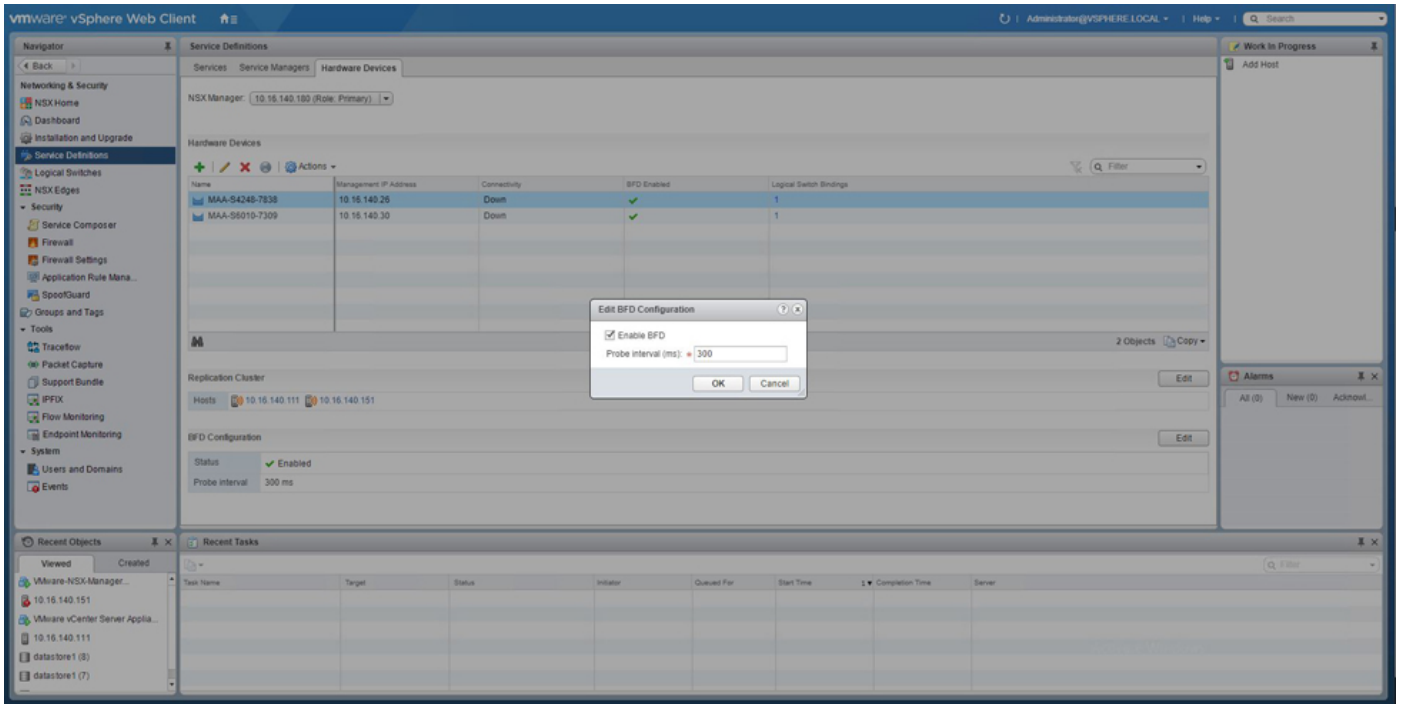 vmware® vSphere Web Client
Administrator@VSPHERE.LOCAL | Help | Search
Navigator
Back
Networking & Security
NSX Home
Dashboard
Installation and Upgrade
Service Definitions
Logical Switches
NSX Edges
Security
Service Composer
Firewall
Firewall Settings
Application Rule Mana...
SpoofGuard
Groups and Tags
Tools
Traceflow
Packet Capture
Support Bundle
IPFIX
Flow Monitoring
Endpoint Monitoring
System
Users and Domains
Events
Service Definitions
Services Service Managers Hardware Devices
NSX Manager: 10.16.140.180 (Role: Primary)
Hardware Devices
Actions
Filter
Name Management IP Address Connectivity BFD Enabled Logical Switch Bindings
MAA-S4248-7838 10.16.140.26 Down 1
MAA-S6010-7309 10.16.140.30 Down 1
2 Objects Copy
Edit BFD Configuration
Enable BFD
Probe interval (ms): * 300
OK Cancel
Replication Cluster Edit
Hosts 10.16.140.111 10.16.140.151
BFD Configuration Edit
Status Enabled
Probe interval 300 ms
Work In Progress
Add Host
Alarms
All (0) New (0) Acknowl...
Recent Objects
Viewed Created
VMware-NSX-Manager...
10.16.140.151
VMware vCenter Server Applia...
10.16.140.111
datastore1 (8)
datastore1 (7)
Recent Tasks
Filter
Task Name Target Status Initiator Queued For Start Time 1 Completion Time Server